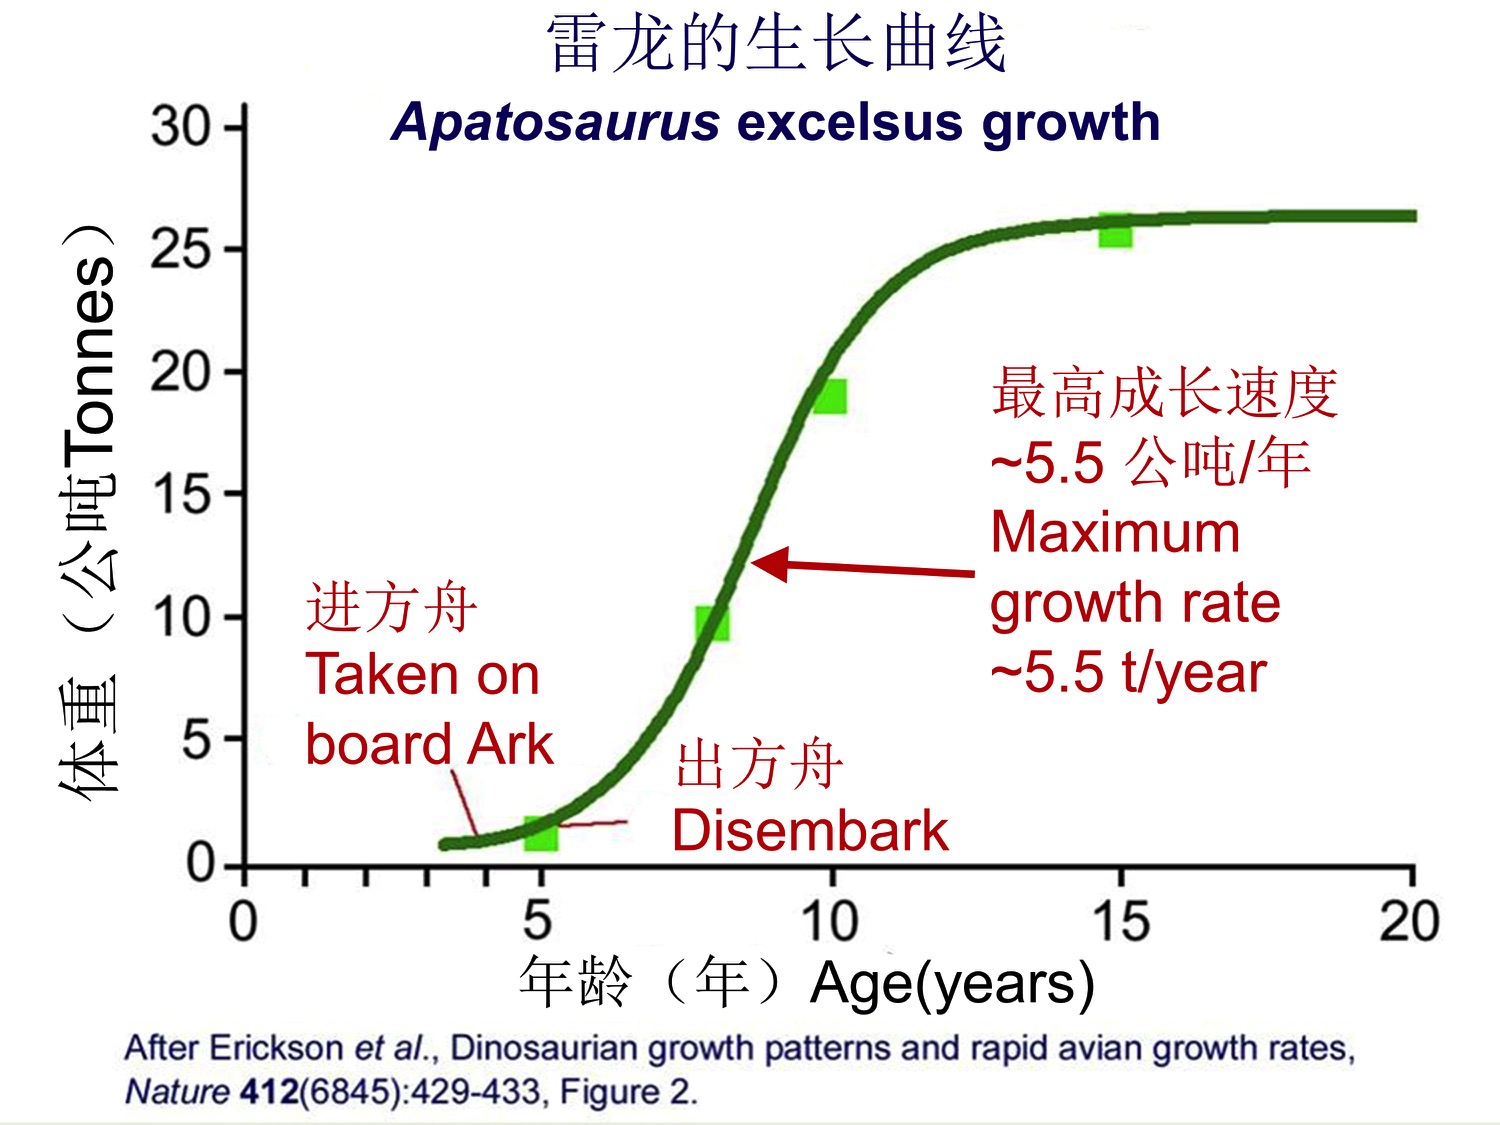 雷龙的生长曲线
Apatosaurus excelsus growth
30
25
20
15
10
5
0
体重（公吨Tonnes）
进方舟
Taken on
board Ark
出方舟
Disembark
最高成长速度
~5.5 公吨/年
Maximum
growth rate
~5.5 t/year
0 5 10 15 20
年龄（年）Age(years)
After Erickson et al., Dinosaurian growth patterns and rapid avian growth rates,
Nature 412(6845):429-433, Figure 2.